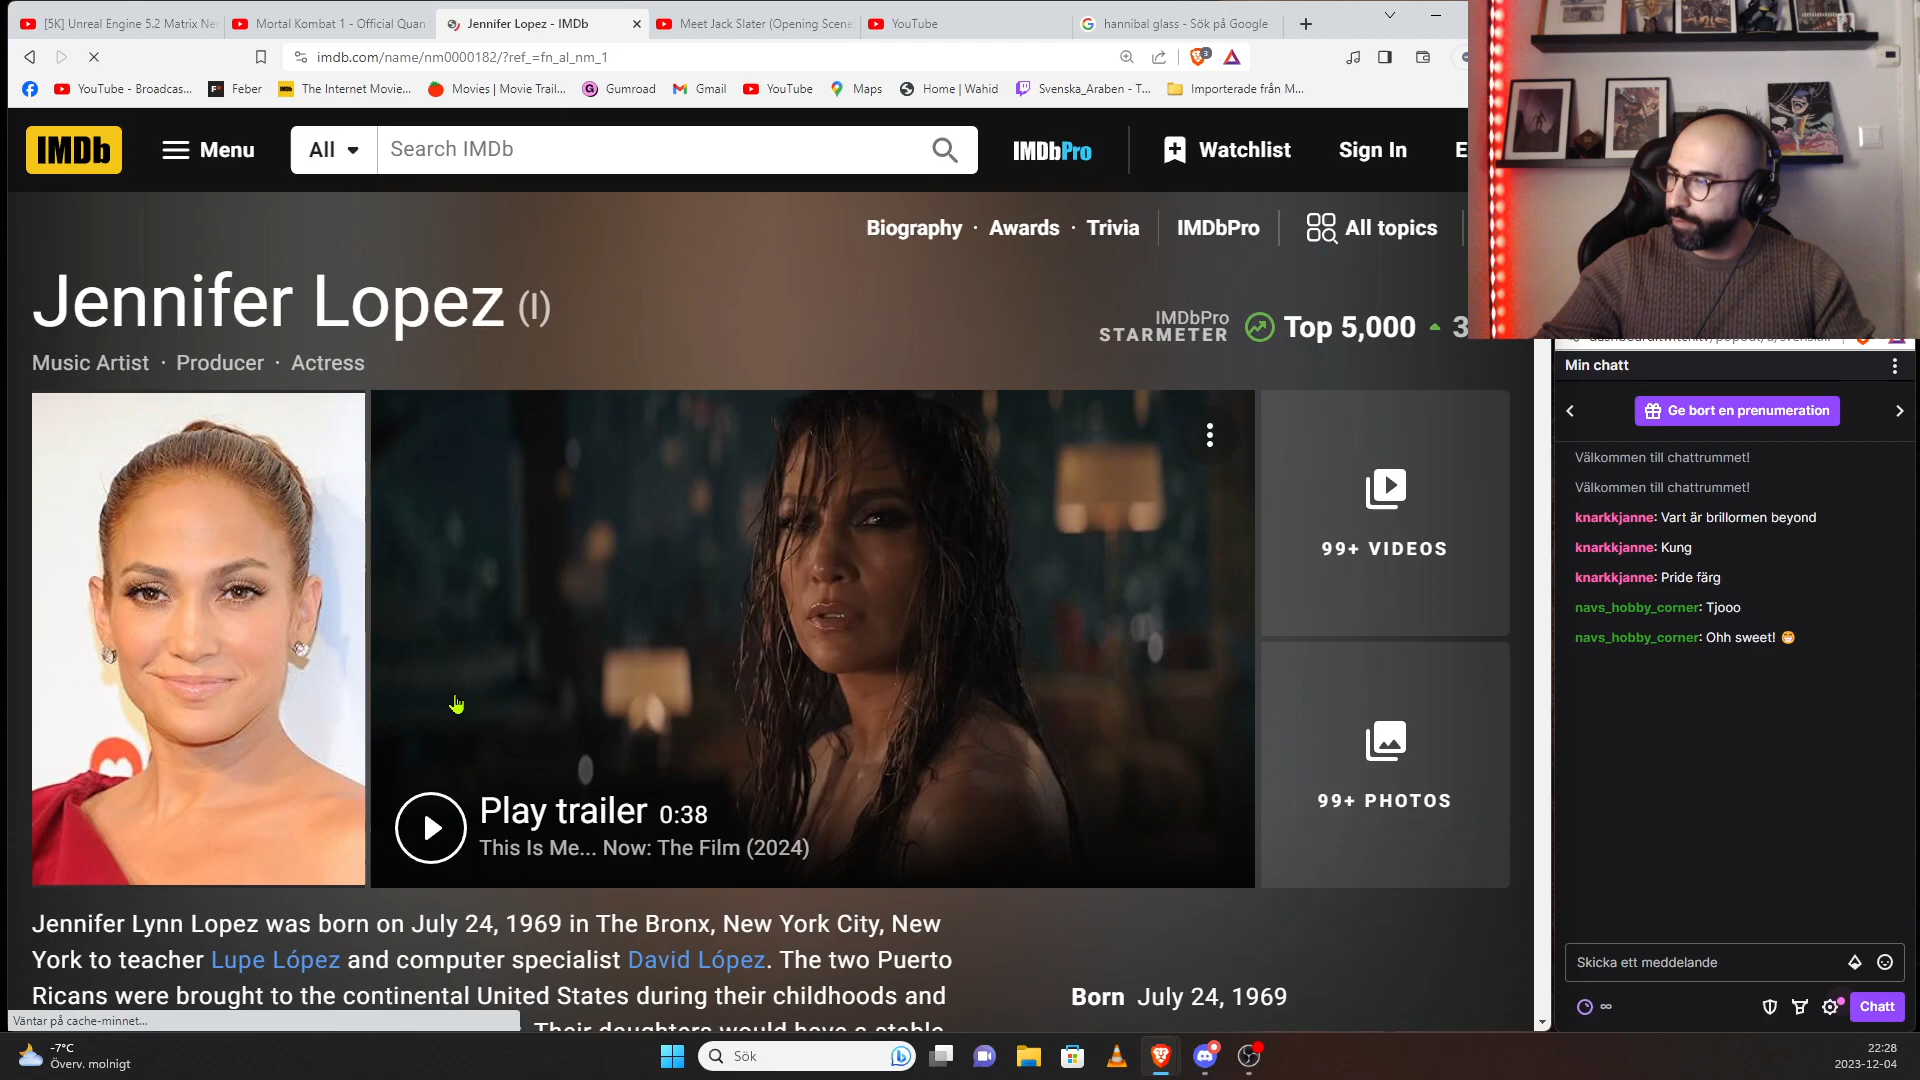 [5K] Unreal Engine 5.2 Matrix Ne
Mortal Kombat 1 - Official Quan
Jennifer Lopez - IMDb
Meet Jack Slater (Opening Scene
YouTube
hannibal glass - Sök på Google
imdb.com/name/nm0000182/?ref_=fn_al_nm_1
3
YouTube - Broadcas...
Feber
The Internet Movie...
Movies | Movie Trail...
Gumroad
Gmail
YouTube
Maps
Home | Wahid
Svenska_Araben - T...
Importerade från M...
IMDb
Menu
All
Search IMDb
IMDbPro
Watchlist
Sign In
E
Biography · Awards · Trivia
IMDbPro
All topics
Jennifer Lopez (I)
Music Artist · Producer · Actress
IMDbPro
STARMETER
Top 5,000
3
99+ VIDEOS
99+ PHOTOS
Play trailer 0:38
This Is Me... Now: The Film (2024)
Jennifer Lynn Lopez was born on July 24, 1969 in The Bronx, New York City, New
York to teacher Lupe López and computer specialist David López. The two Puerto
Ricans were brought to the continental United States during their childhoods and
Their daughters would have a stable
Born July 24, 1969
Väntar på cache-minnet...
Min chatt
Ge bort en prenumeration
Välkommen till chattrummet!
Välkommen till chattrummet!
knarkkjanne: Vart är brillormen beyond
knarkkjanne: Kung
knarkkjanne: Pride färg
navs_hobby_corner: Tjooo
navs_hobby_corner: Ohh sweet! 😁
Skicka ett meddelande
∞
Chatt
-7°C
Överv. molnigt
Sök
22:28
2023-12-04